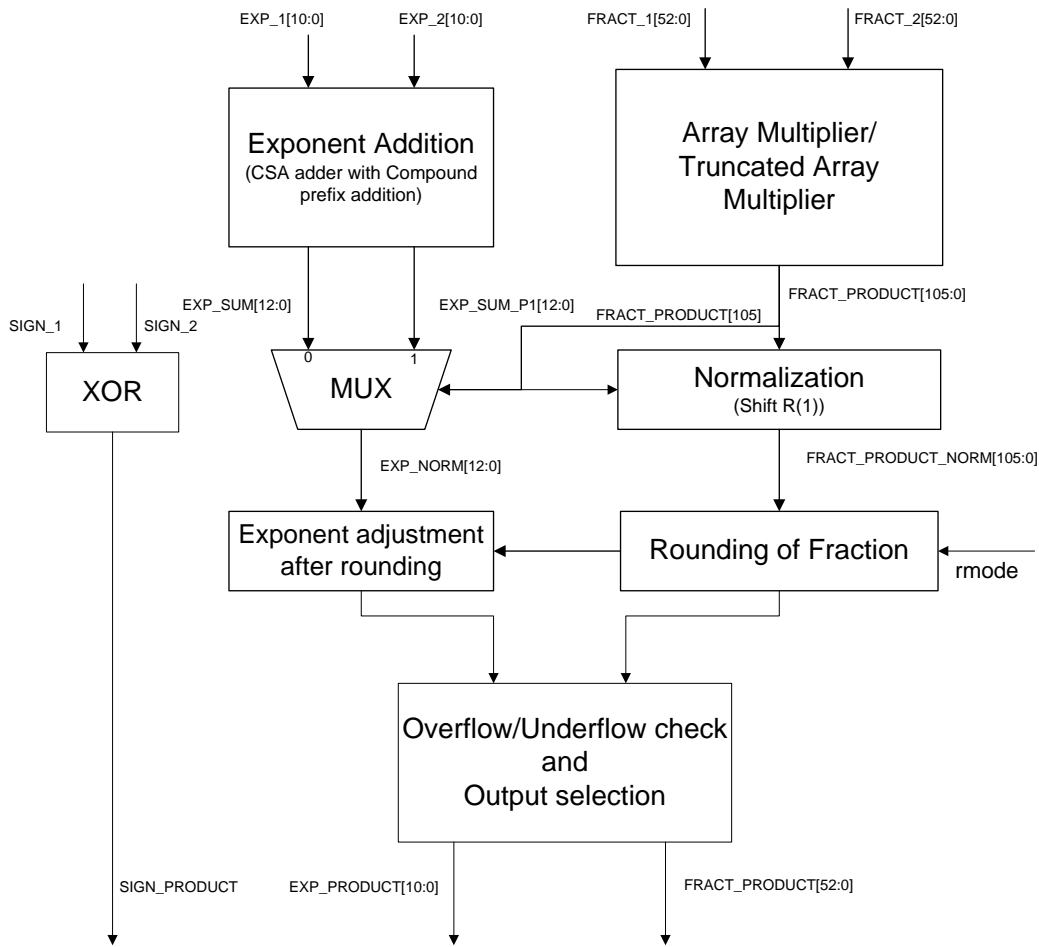 EXP_1[10:0]
EXP_2[10:0]
FRACT_1[52:0]
FRACT_2[52:0]
Exponent Addition
(CSA adder with Compound
prefix addition)
Array Multiplier/
Truncated Array
Multiplier
EXP_SUM[12:0]
EXP_SUM_P1[12:0]
FRACT_PRODUCT[105]
FRACT_PRODUCT[105:0]
SIGN_1
SIGN_2
0
1
XOR
MUX
Normalization
(Shift R(1))
EXP_NORM[12:0]
FRACT_PRODUCT_NORM[105:0]
Exponent adjustment
after rounding
Rounding of Fraction
rmode
Overflow/Underflow check
and
Output selection
SIGN_PRODUCT
EXP_PRODUCT[10:0]
FRACT_PRODUCT[52:0]